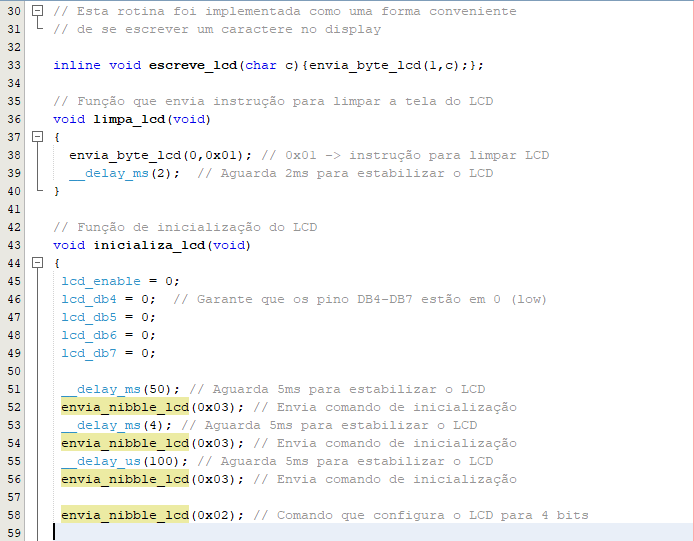 30 // Esta rotina foi implementada como uma forma conveniente
31 // de se escrever um caractere no display
32
33 inline void escreve_lcd(char c){envia_byte_lcd(1,c);};
34
35 // Função que envia instrução para limpar a tela do LCD
36 void limpa_lcd(void)
37 {
38 envia_byte_lcd(0,0x01); // 0x01 -> instrução para limpar LCD
39 __delay_ms(2); // Aguarda 2ms para estabilizar o LCD
40 }
41
42 // Função de inicialização do LCD
43 void inicializa_lcd(void)
44 {
45 lcd_enable = 0;
46 lcd_db4 = 0; // Garante que os pino DB4-DB7 estão em 0 (low)
47 lcd_db5 = 0;
48 lcd_db6 = 0;
49 lcd_db7 = 0;
50
51 __delay_ms(50); // Aguarda 5ms para estabilizar o LCD
52 envia_nibble_lcd(0x03); // Envia comando de inicialização
53 __delay_ms(4); // Aguarda 5ms para estabilizar o LCD
54 envia_nibble_lcd(0x03); // Envia comando de inicialização
55 __delay_us(100); // Aguarda 5ms para estabilizar o LCD
56 envia_nibble_lcd(0x03); // Envia comando de inicialização
57
58 envia_nibble_lcd(0x02); // Comando que configura o LCD para 4 bits
59